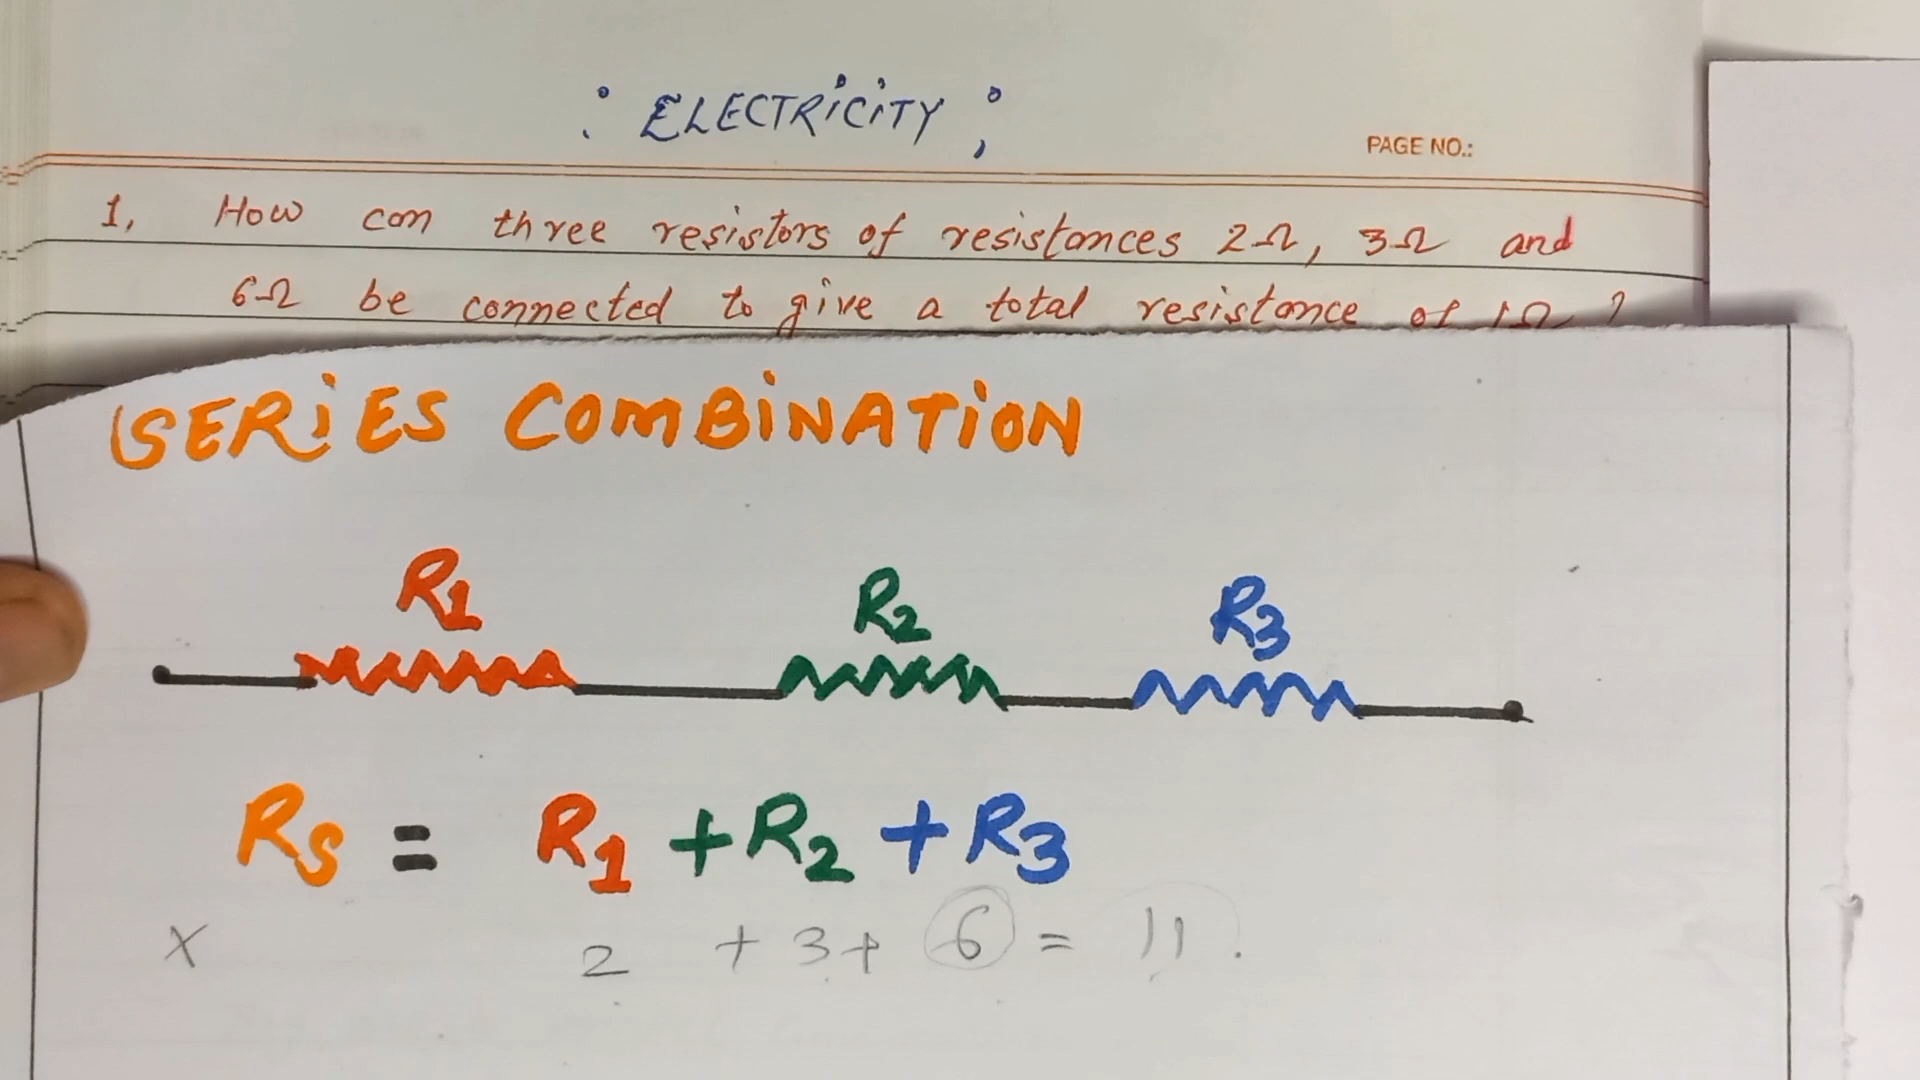 : ELECTRiCiTY ;
PAGE NO.:
1, How can three resistors of resistances 2Ω, 3Ω and
6Ω be connected to give a total resistance of 1Ω ?
SERiES COMBiNATiON
R1 R2 R3
RS = R1 + R2 + R3
X 2 + 3 + 6 = 11.